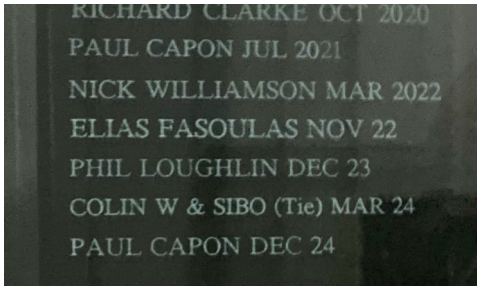 RICHARD CLARKE OCT 2020
PAUL CAPON JUL 2021
NICK WILLIAMSON MAR 2022
ELIAS FASOULAS NOV 22
PHIL LOUGHLIN DEC 23
COLIN W & SIBO (Tie) MAR 24
PAUL CAPON DEC 24